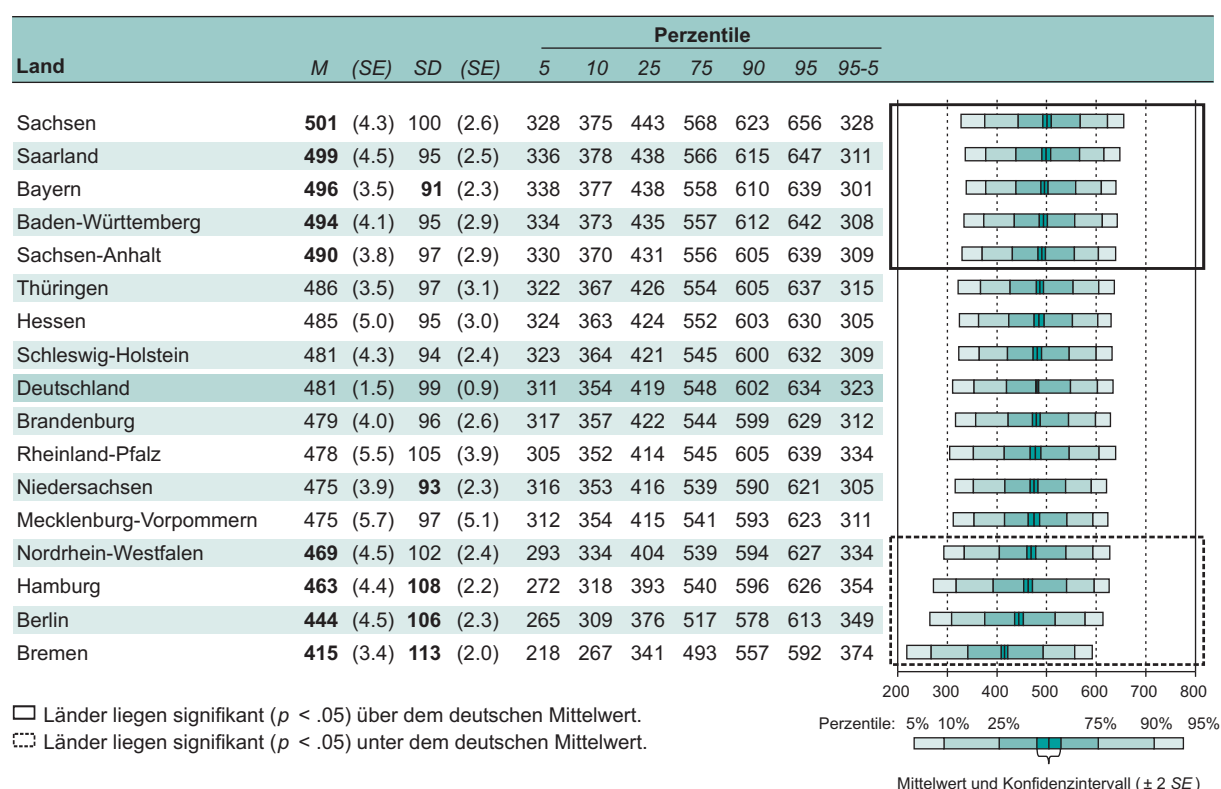 Perzentile
Land M (SE) SD (SE) 5 10 25 75 90 95 95-5
Sachsen 501 (4.3) 100 (2.6) 328 375 443 568 623 656 328
Saarland 499 (4.5) 95 (2.5) 336 378 438 566 615 647 311
Bayern 496 (3.5) 91 (2.3) 338 377 438 558 610 639 301
Baden-Württemberg 494 (4.1) 95 (2.9) 334 373 435 557 612 642 308
Sachsen-Anhalt 490 (3.8) 97 (2.9) 330 370 431 556 605 639 309
Thüringen 486 (3.5) 97 (3.1) 322 367 426 554 605 637 315
Hessen 485 (5.0) 95 (3.0) 324 363 424 552 603 630 305
Schleswig-Holstein 481 (4.3) 94 (2.4) 323 364 421 545 600 632 309
Deutschland 481 (1.5) 99 (0.9) 311 354 419 548 602 634 323
Brandenburg 479 (4.0) 96 (2.6) 317 357 422 544 599 629 312
Rheinland-Pfalz 478 (5.5) 105 (3.9) 305 352 414 545 605 639 334
Niedersachsen 475 (3.9) 93 (2.3) 316 353 416 539 590 621 305
Mecklenburg-Vorpommern 475 (5.7) 97 (5.1) 312 354 415 541 593 623 311
Nordrhein-Westfalen 469 (4.5) 102 (2.4) 293 334 404 539 594 627 334
Hamburg 463 (4.4) 108 (2.2) 272 318 393 540 596 626 354
Berlin 444 (4.5) 106 (2.3) 265 309 376 517 578 613 349
Bremen 415 (3.4) 113 (2.0) 218 267 341 493 557 592 374
200 300 400 500 600 700 800
Länder liegen signifikant (p < .05) über dem deutschen Mittelwert.
Länder liegen signifikant (p < .05) unter dem deutschen Mittelwert.
Perzentile: 5% 10% 25% 75% 90% 95%
Mittelwert und Konfidenzintervall (± 2 SE)